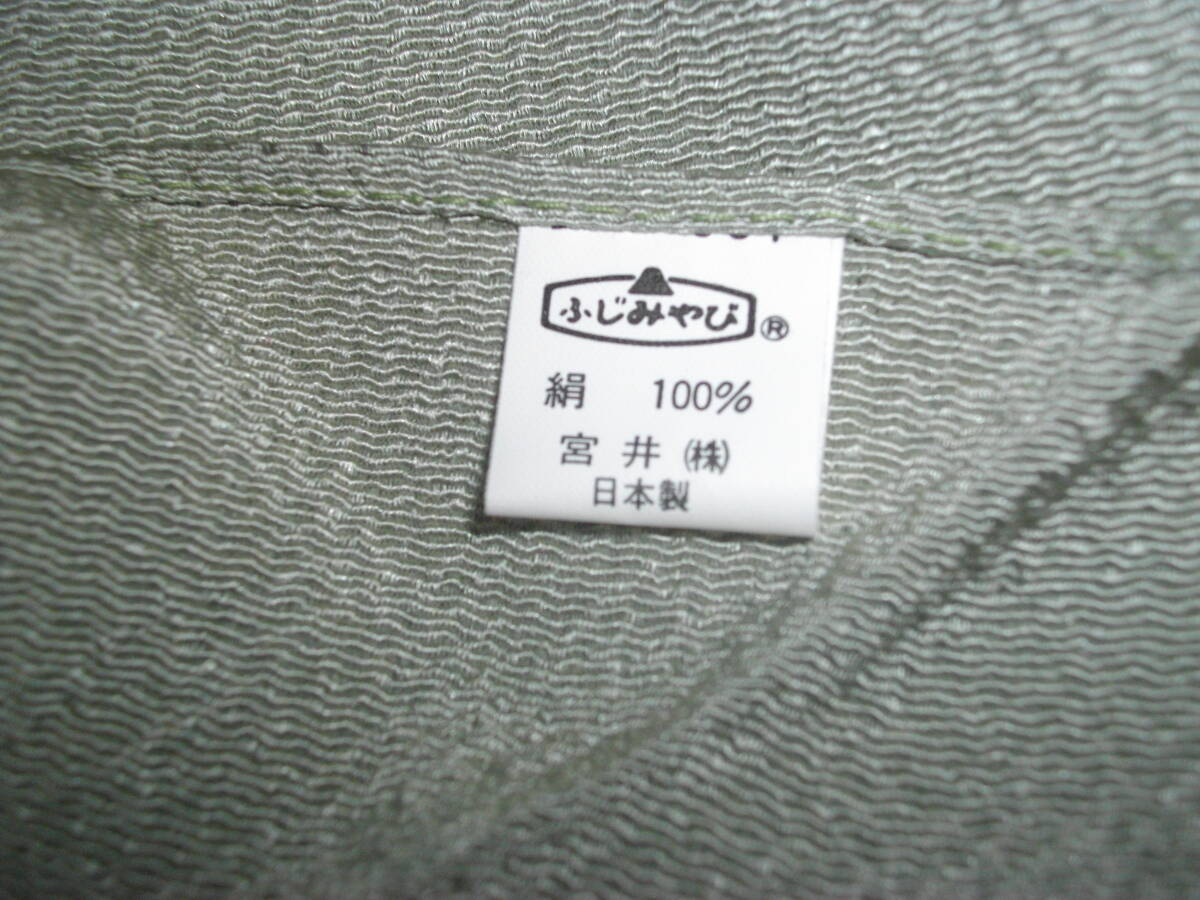 ふじみやび®
絹 100%
宮井(株)
日本製